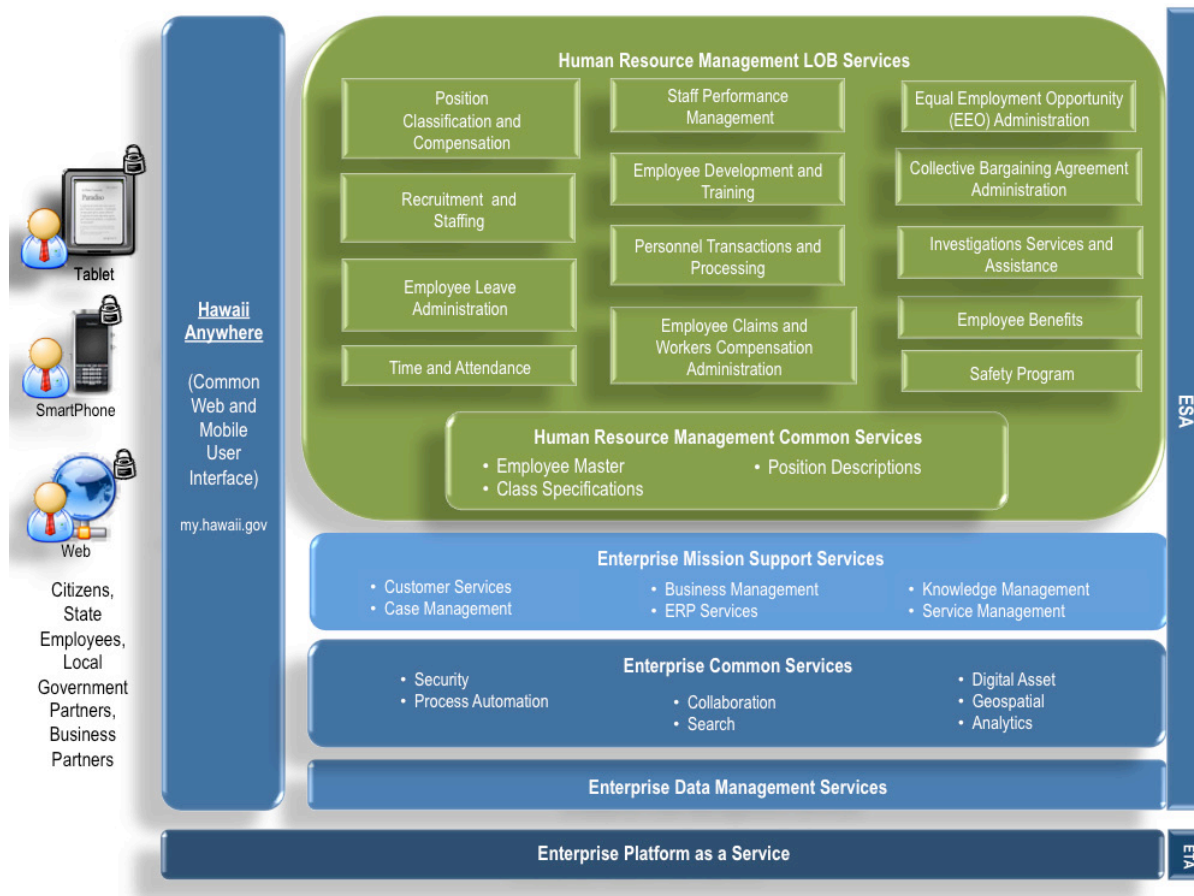 Tablet
SmartPhone
Web
Citizens,
State
Employees,
Local
Government
Partners,
Business
Partners
Hawaii
Anywhere
(Common
Web and
Mobile
User
Interface)
my.hawaii.gov
Human Resource Management LOB Services
Position
Classification and
Compensation
Recruitment and
Staffing
Employee Leave
Administration
Time and Attendance
Staff Performance
Management
Employee Development and
Training
Personnel Transactions and
Processing
Employee Claims and
Workers Compensation
Administration
Equal Employment Opportunity
(EEO) Administration
Collective Bargaining Agreement
Administration
Investigations Services and
Assistance
Employee Benefits
Safety Program
Human Resource Management Common Services
• Employee Master
• Class Specifications
• Position Descriptions
Enterprise Mission Support Services
• Customer Services
• Case Management
• Business Management
• ERP Services
• Knowledge Management
• Service Management
Enterprise Common Services
• Security
• Process Automation
• Collaboration
• Search
• Digital Asset
• Geospatial
• Analytics
Enterprise Data Management Services
Enterprise Platform as a Service
ESA
ETA